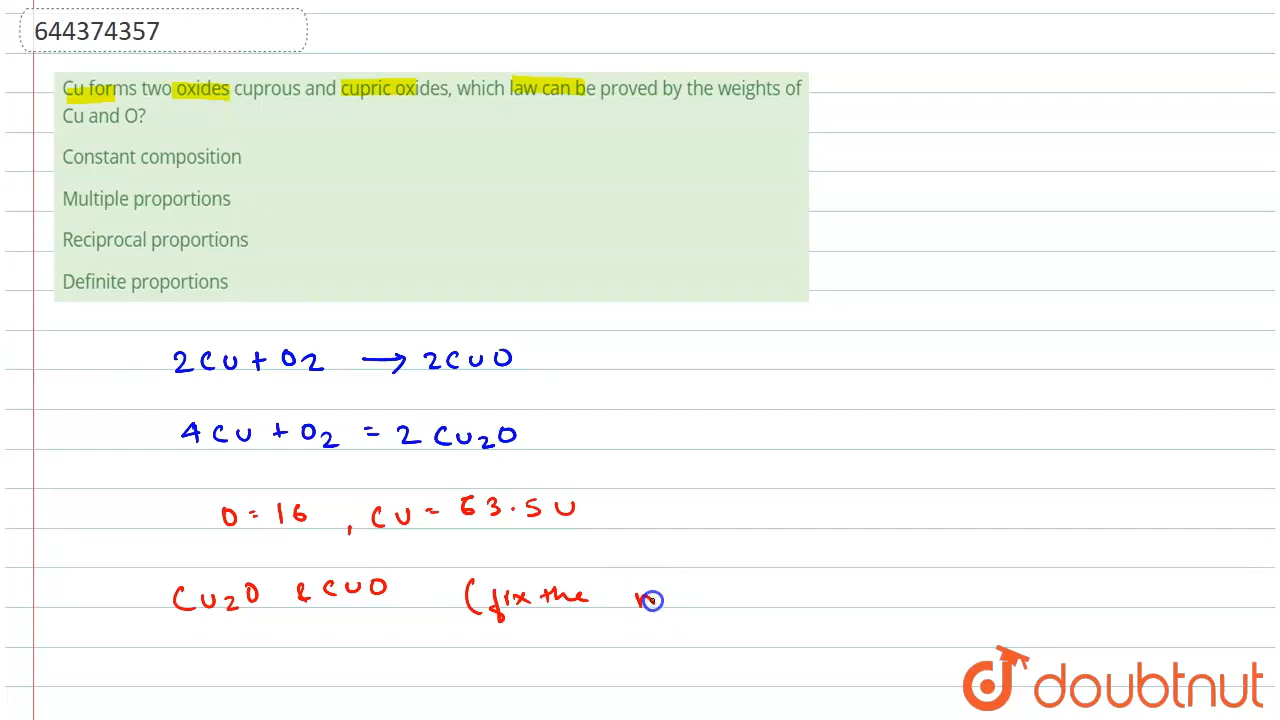 644374357
Cu forms two oxides cuprous and cupric oxides, which law can be proved by the weights of
Cu and O?
Constant composition
Multiple proportions
Reciprocal proportions
Definite proportions
2Cu + O2 → 2CuO
4Cu + O2 = 2Cu2O
O = 16 , Cu = 63.5 U
Cu2O & CuO (fix the
doubtnut